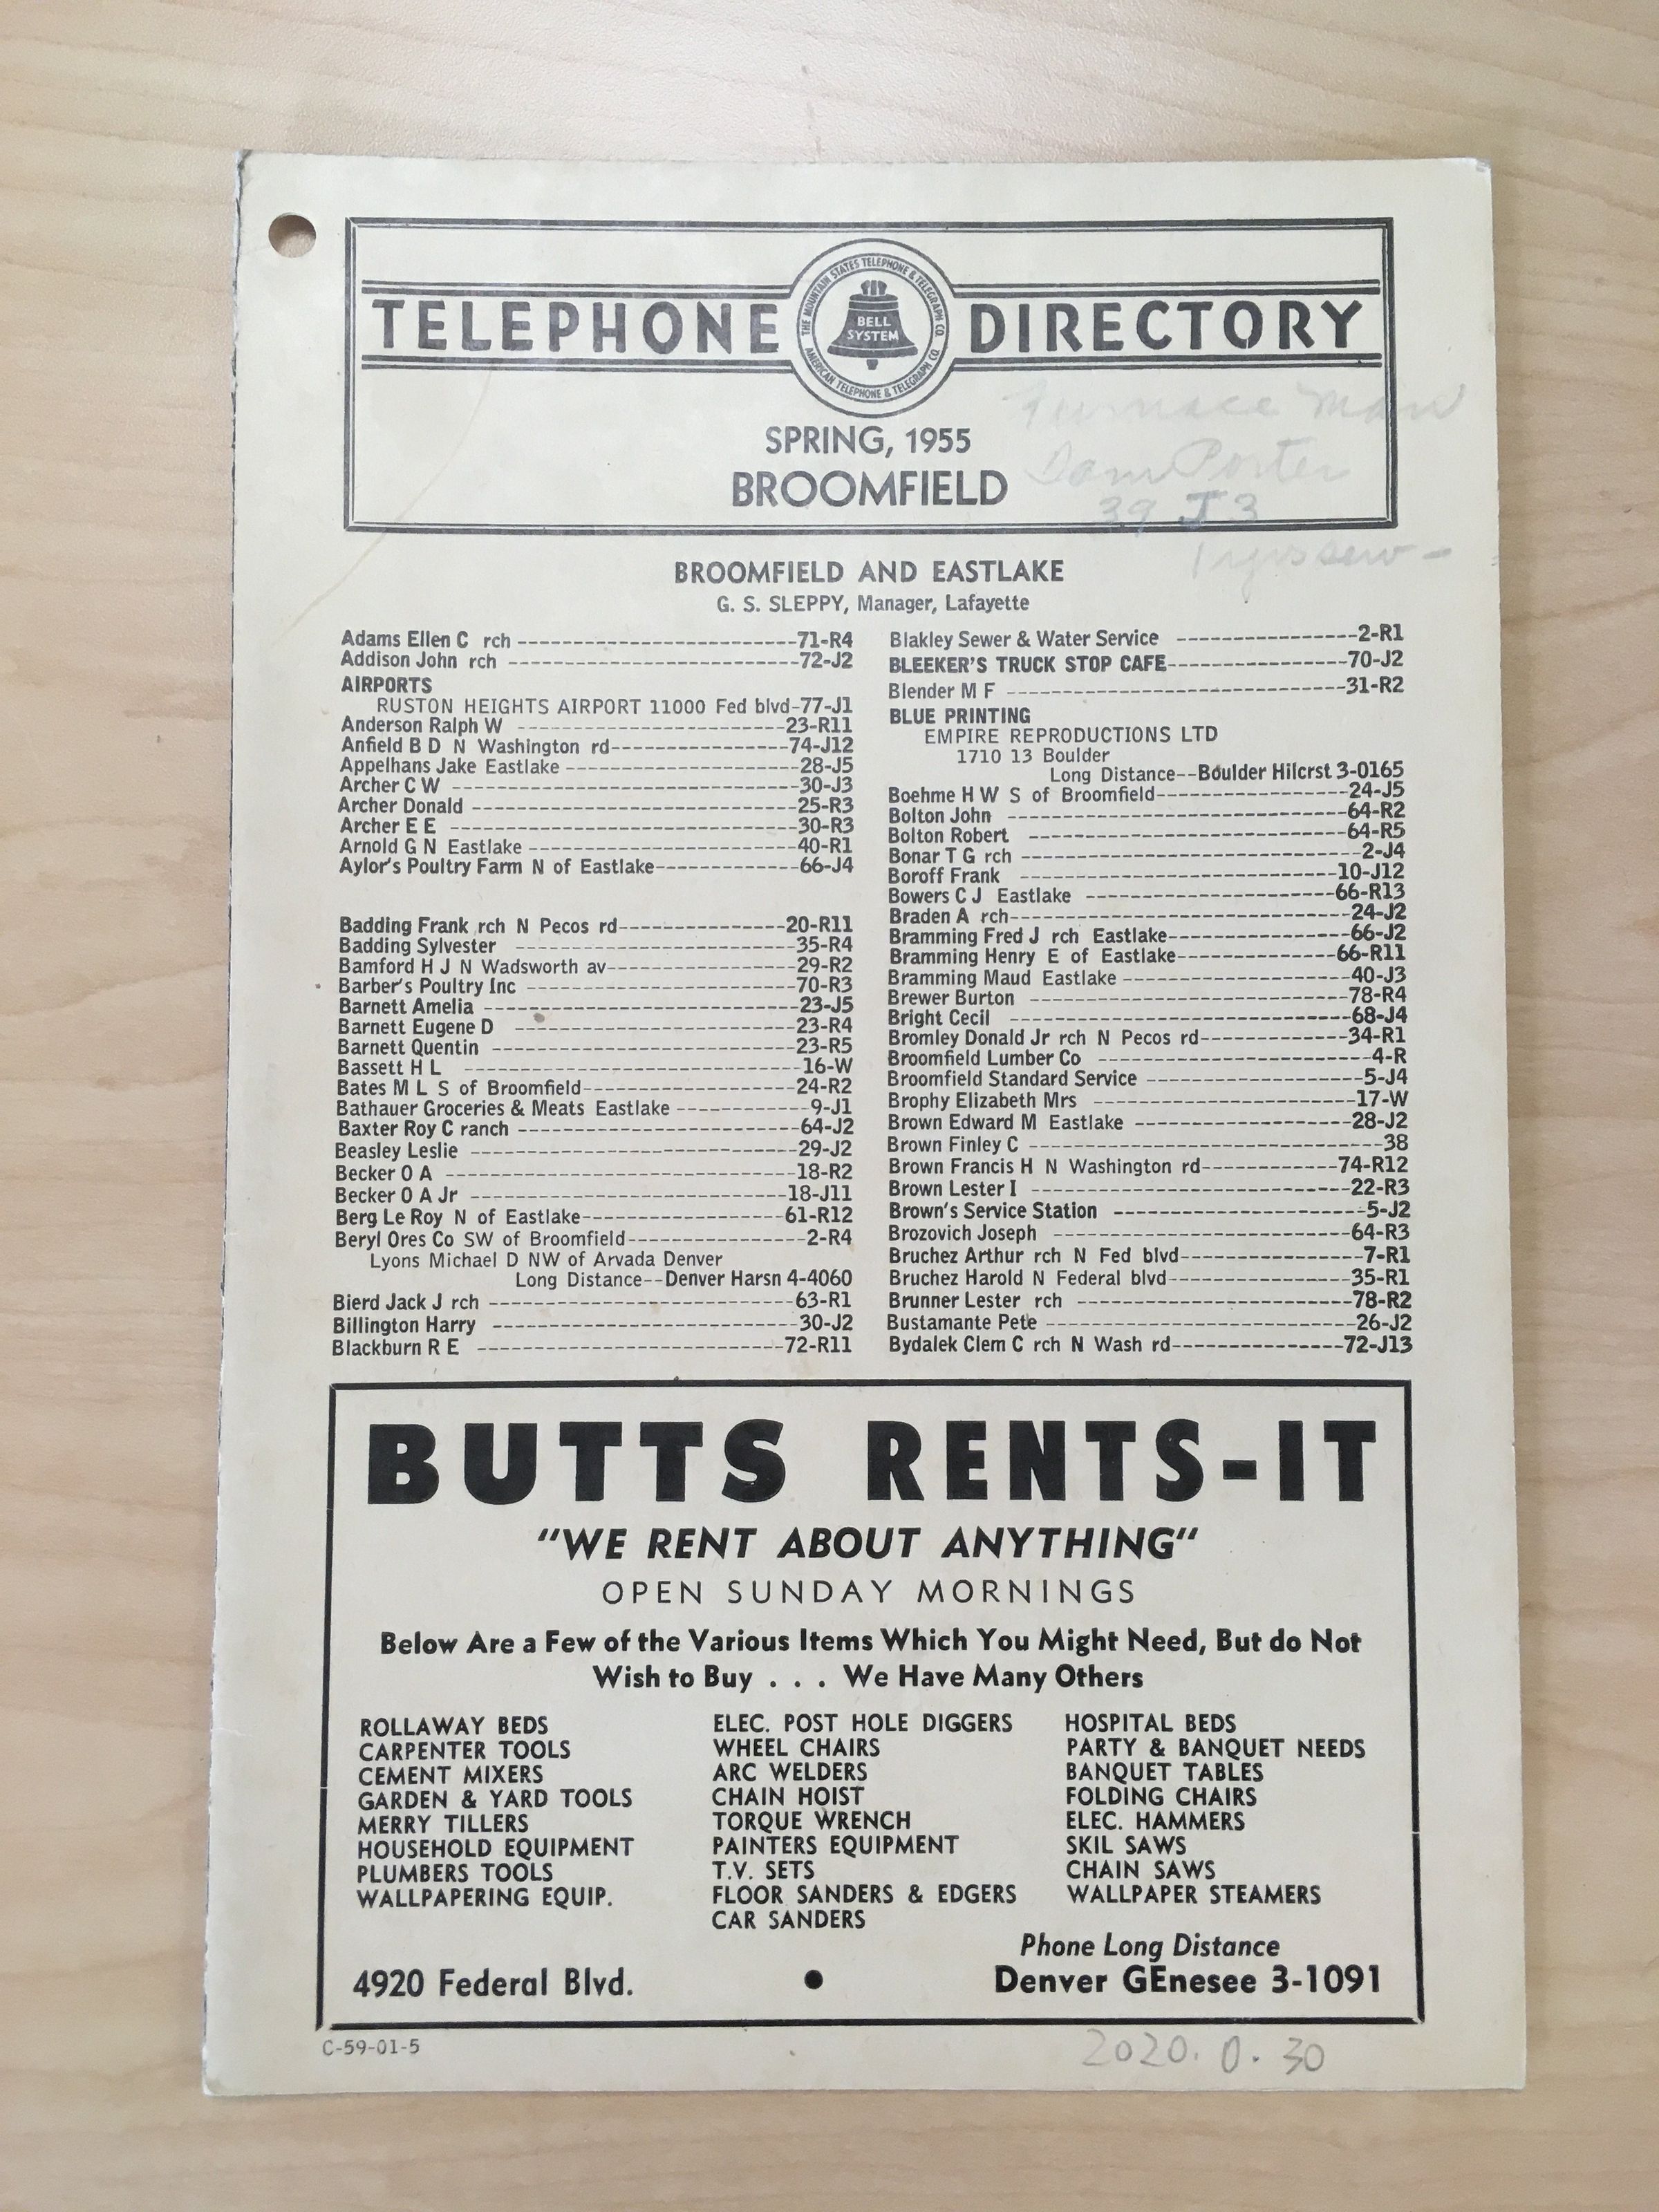 TELEPHONE DIRECTORY
THE MOUNTAIN STATES TELEPHONE & TELEGRAPH CO.
BELL
SYSTEM
AMERICAN TELEPHONE & TELEGRAPH CO.
SPRING, 1955
BROOMFIELD
Furnace Man
Porter
39 J 3
BROOMFIELD AND EASTLAKE
G. S. SLEPPY, Manager, Lafayette
Adams Ellen C rch ---------------------------71-R4
Addison John rch ----------------------------72-J2
AIRPORTS
RUSTON HEIGHTS AIRPORT 11000 Fed blvd-77-J1
Anderson Ralph W --------------------------23-R11
Anfield B D N Washington rd-----------------74-J12
Appelhans Jake Eastlake ----------------------28-J5
Archer C W ---------------------------------30-J3
Archer Donald -------------------------------25-R3
Archer E E ---------------------------------30-R3
Arnold G N Eastlake --------------------------40-R1
Aylor's Poultry Farm N of Eastlake--------------66-J4
Badding Frank rch N Pecos rd----------------20-R11
Badding Sylvester ---------------------------35-R4
Bamford H J N Wadsworth av------------------29-R2
Barber's Poultry Inc --------------------------70-R3
Barnett Amelia ------------------------------23-J5
Barnett Eugene D ---------------------------23-R4
Barnett Quentin -----------------------------23-R5
Bassett H L --------------------------------16-W
Bates M L S of Broomfield--------------------24-R2
Bathauer Groceries & Meats Eastlake -------------9-J1
Baxter Roy C ranch --------------------------64-J2
Beasley Leslie -------------------------------29-J2
Becker O A ----------------------------------18-R2
Becker O A Jr ------------------------------18-J11
Berg Le Roy N of Eastlake-------------------61-R12
Beryl Ores Co SW of Broomfield-----------------2-R4
Lyons Michael D NW of Arvada Denver
Long Distance--Denver Harsn 4-4060
Bierd Jack J rch -----------------------------63-R1
Billington Harry -----------------------------30-J2
Blackburn R E ------------------------------72-R11
Blakley Sewer & Water Service -----------------2-R1
BLEEKER'S TRUCK STOP CAFE-----------------70-J2
Blender M F ---------------------------------31-R2
BLUE PRINTING
EMPIRE REPRODUCTIONS LTD
1710 13 Boulder
Long Distance--Boulder Hilcrst 3-0165
Boehme H W S of Broomfield-------------------24-J5
Bolton John ---------------------------------64-R2
Bolton Robert -------------------------------64-R5
Bonar T G rch ---------------------------------2-J4
Boroff Frank -------------------------------10-J12
Bowers C J Eastlake ------------------------66-R13
Braden A rch---------------------------------24-J2
Bramming Fred J rch Eastlake------------------66-J2
Bramming Henry E of Eastlake---------------66-R11
Bramming Maud Eastlake ----------------------40-J3
Brewer Burton -------------------------------78-R4
Bright Cecil ---------------------------------68-J4
Bromley Donald Jr rch N Pecos rd--------------34-R1
Broomfield Lumber Co --------------------------4-R
Broomfield Standard Service ---------------------5-J4
Brophy Elizabeth Mrs -------------------------17-W
Brown Edward M Eastlake ---------------------28-J2
Brown Finley C ----------------------------------38
Brown Francis H N Washington rd-------------74-R12
Brown Lester I -------------------------------22-R3
Brown's Service Station ------------------------5-J2
Brozovich Joseph -----------------------------64-R3
Bruchez Arthur rch N Fed blvd------------------7-R1
Bruchez Harold N Federal blvd-----------------35-R1
Brunner Lester rch ---------------------------78-R2
Bustamante Pete ------------------------------26-J2
Bydalek Clem C rch N Wash rd----------------72-J13
BUTTS RENTS-IT
"WE RENT ABOUT ANYTHING"
OPEN SUNDAY MORNINGS
Below Are a Few of the Various Items Which You Might Need, But do Not
Wish to Buy . . . We Have Many Others
ROLLAWAY BEDS
CARPENTER TOOLS
CEMENT MIXERS
GARDEN & YARD TOOLS
MERRY TILLERS
HOUSEHOLD EQUIPMENT
PLUMBERS TOOLS
WALLPAPERING EQUIP.
ELEC. POST HOLE DIGGERS
WHEEL CHAIRS
ARC WELDERS
CHAIN HOIST
TORQUE WRENCH
PAINTERS EQUIPMENT
T.V. SETS
FLOOR SANDERS & EDGERS
CAR SANDERS
HOSPITAL BEDS
PARTY & BANQUET NEEDS
BANQUET TABLES
FOLDING CHAIRS
ELEC. HAMMERS
SKIL SAWS
CHAIN SAWS
WALLPAPER STEAMERS
Phone Long Distance
4920 Federal Blvd. ● Denver GEnesee 3-1091
C-59-01-5
2020. 0. 30